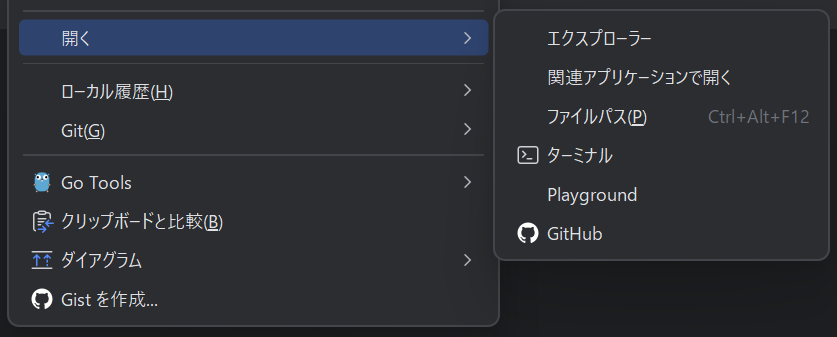 開く
ローカル履歴(H)
Git(G)
Go Tools
クリップボードと比較(B)
ダイアグラム
Gist を作成...
エクスプローラー
関連アプリケーションで開く
ファイルパス(P) Ctrl+Alt+F12
ターミナル
Playground
GitHub